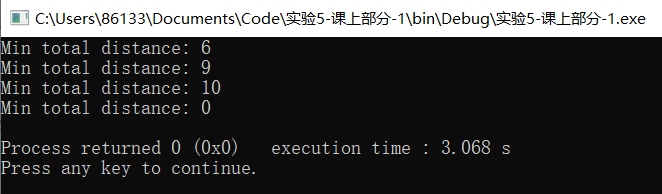 C:\Users\86133\Documents\Code\实验5-课上部分-1\bin\Debug\实验5-课上部分-1.exe
Min total distance: 6
Min total distance: 9
Min total distance: 10
Min total distance: 0
Process returned 0 (0x0)   execution time : 3.068 s
Press any key to continue.